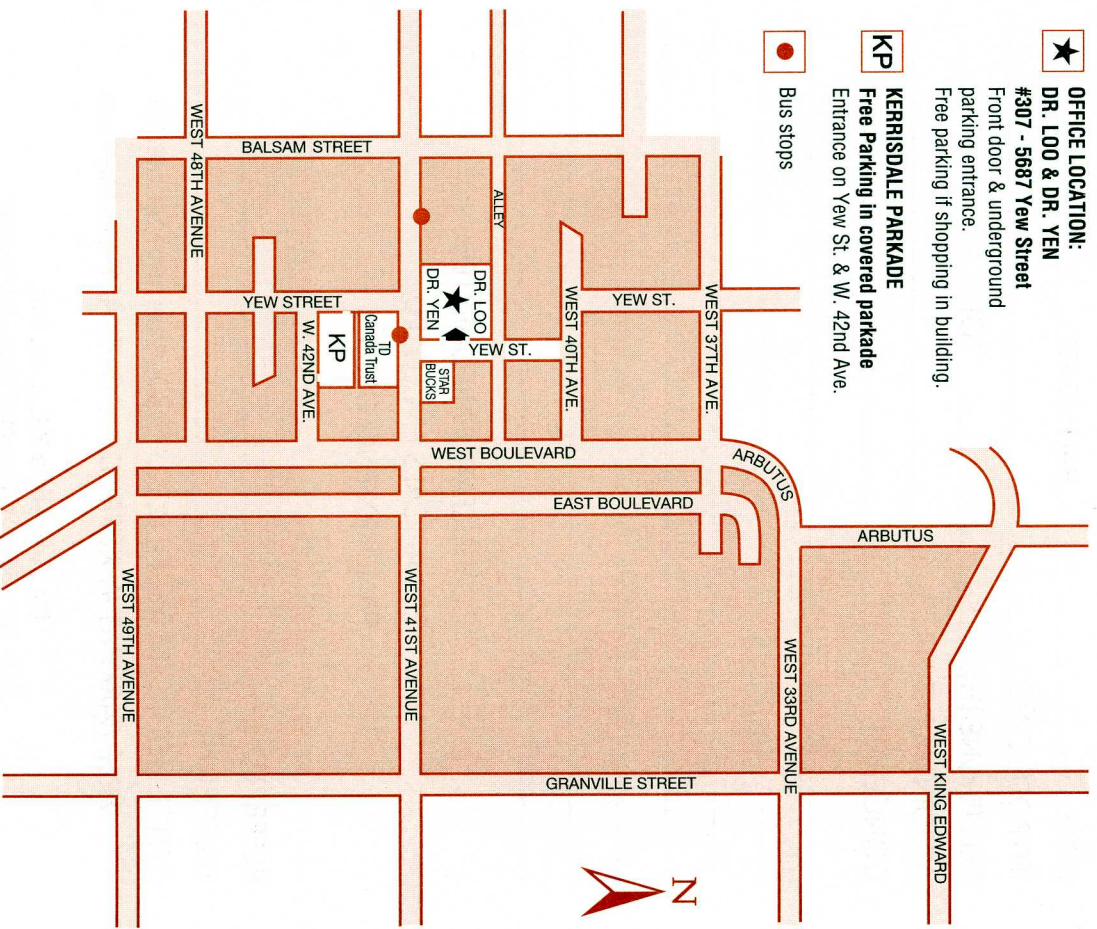 OFFICE LOCATION:
DR. LOO & DR. YEN
#307 - 5687 Yew Street
Front door & underground
parking entrance.
Free parking if shopping in building.
KP
KERRISDALE PARKADE
Free Parking in covered parkade
Entrance on Yew St. & W. 42nd Ave.
Bus stops
WEST KING EDWARD
ARBUTUS
WEST 33RD AVENUE
ARBUTUS
WEST 37TH AVE.
N
YEW ST.
WEST 40TH AVE.
EAST BOULEVARD
GRANVILLE STREET
ALLEY
YEW ST.
WEST BOULEVARD
DR. LOO
DR. YEN
STAR
BUCKS
WEST 41ST AVENUE
TD
Canada Trust
KP
BALSAM STREET
YEW STREET
W. 42ND AVE.
WEST 48TH AVENUE
WEST 49TH AVENUE